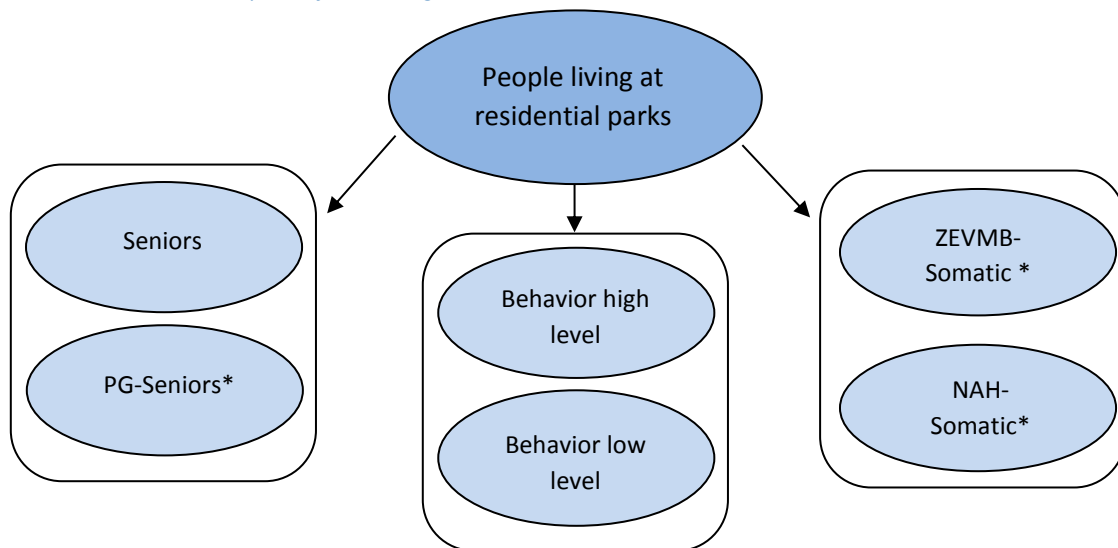 People living at
residential parks
Seniors
PG-Seniors*
Behavior high
level
Behavior low
level
ZEVMB-
Somatic *
NAH-
Somatic*